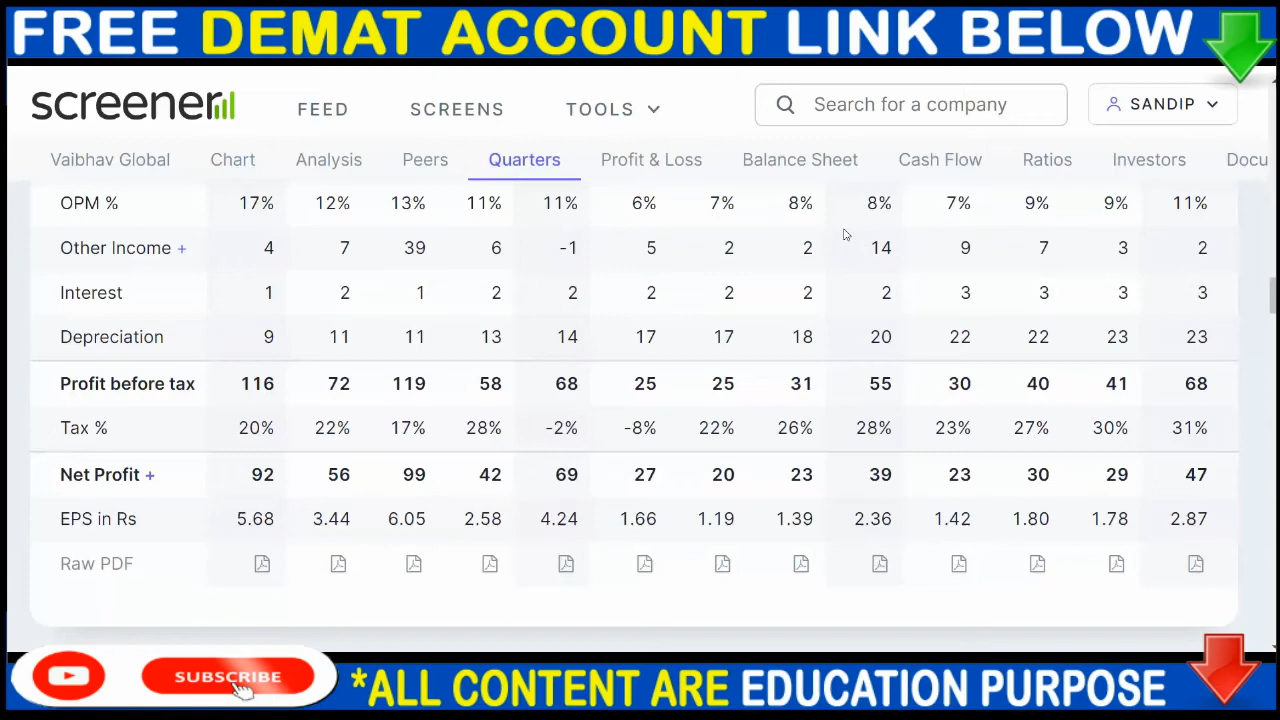 FREE DEMAT ACCOUNT LINK BELOW
screener FEED SCREENS TOOLS Search for a company SANDIP
Vaibhav Global Chart Analysis Peers Quarters Profit & Loss Balance Sheet Cash Flow Ratios Investors Docu
OPM % 17% 12% 13% 11% 11% 6% 7% 8% 8% 7% 9% 9% 11%
Other Income + 4 7 39 6 -1 5 2 2 14 9 7 3 2
Interest 1 2 1 2 2 2 2 2 2 3 3 3 3
Depreciation 9 11 11 13 14 17 17 18 20 22 22 23 23
Profit before tax 116 72 119 58 68 25 25 31 55 30 40 41 68
Tax % 20% 22% 17% 28% -2% -8% 22% 26% 28% 23% 27% 30% 31%
Net Profit + 92 56 99 42 69 27 20 23 39 23 30 29 47
EPS in Rs 5.68 3.44 6.05 2.58 4.24 1.66 1.19 1.39 2.36 1.42 1.80 1.78 2.87
Raw PDF
SUBSCRIBE *ALL CONTENT ARE EDUCATION PURPOSE